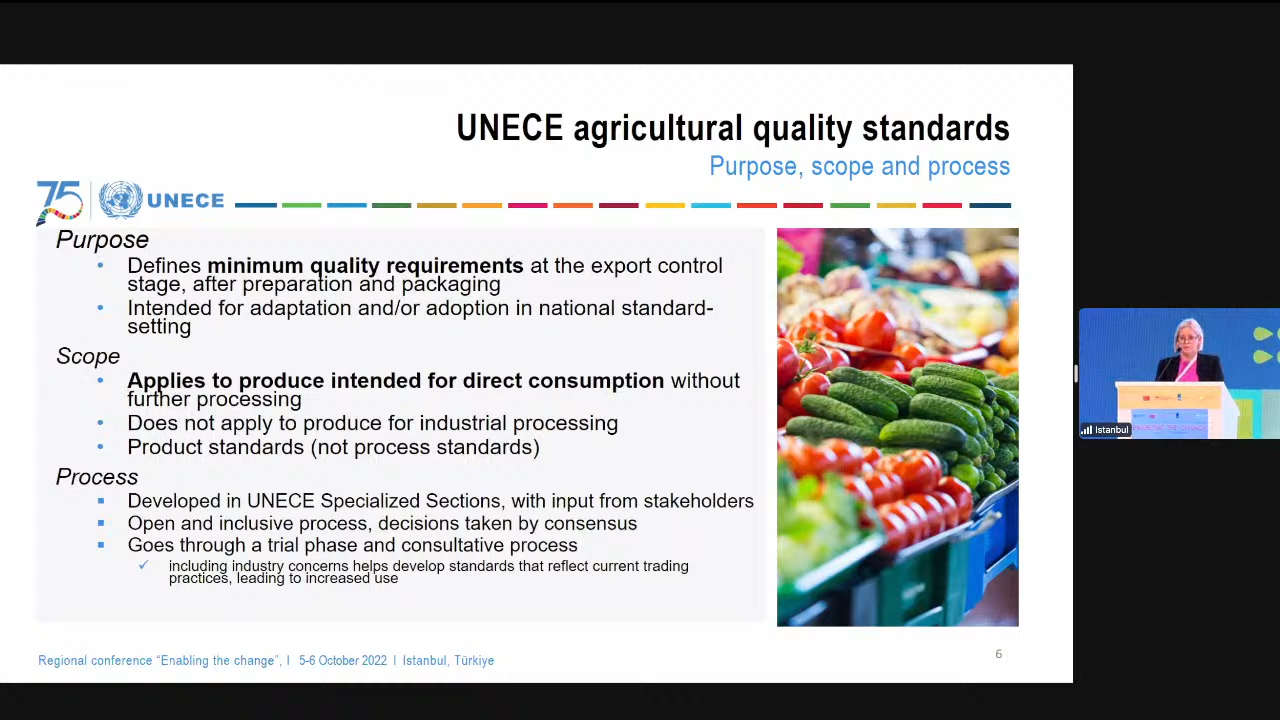 UNECE agricultural quality standards
Purpose, scope and process
75
UNECE
Purpose
• Defines minimum quality requirements at the export control
stage, after preparation and packaging
• Intended for adaptation and/or adoption in national standard-
setting
Scope
• Applies to produce intended for direct consumption without
further processing
• Does not apply to produce for industrial processing
• Product standards (not process standards)
Process
▪ Developed in UNECE Specialized Sections, with input from stakeholders
▪ Open and inclusive process, decisions taken by consensus
▪ Goes through a trial phase and consultative process
✓ including industry concerns helps develop standards that reflect current trading
practices, leading to increased use
Regional conference “Enabling the change”, I 5-6 October 2022 I Istanbul, Türkiye
6
ENABLING THE CHANGE
Istanbul